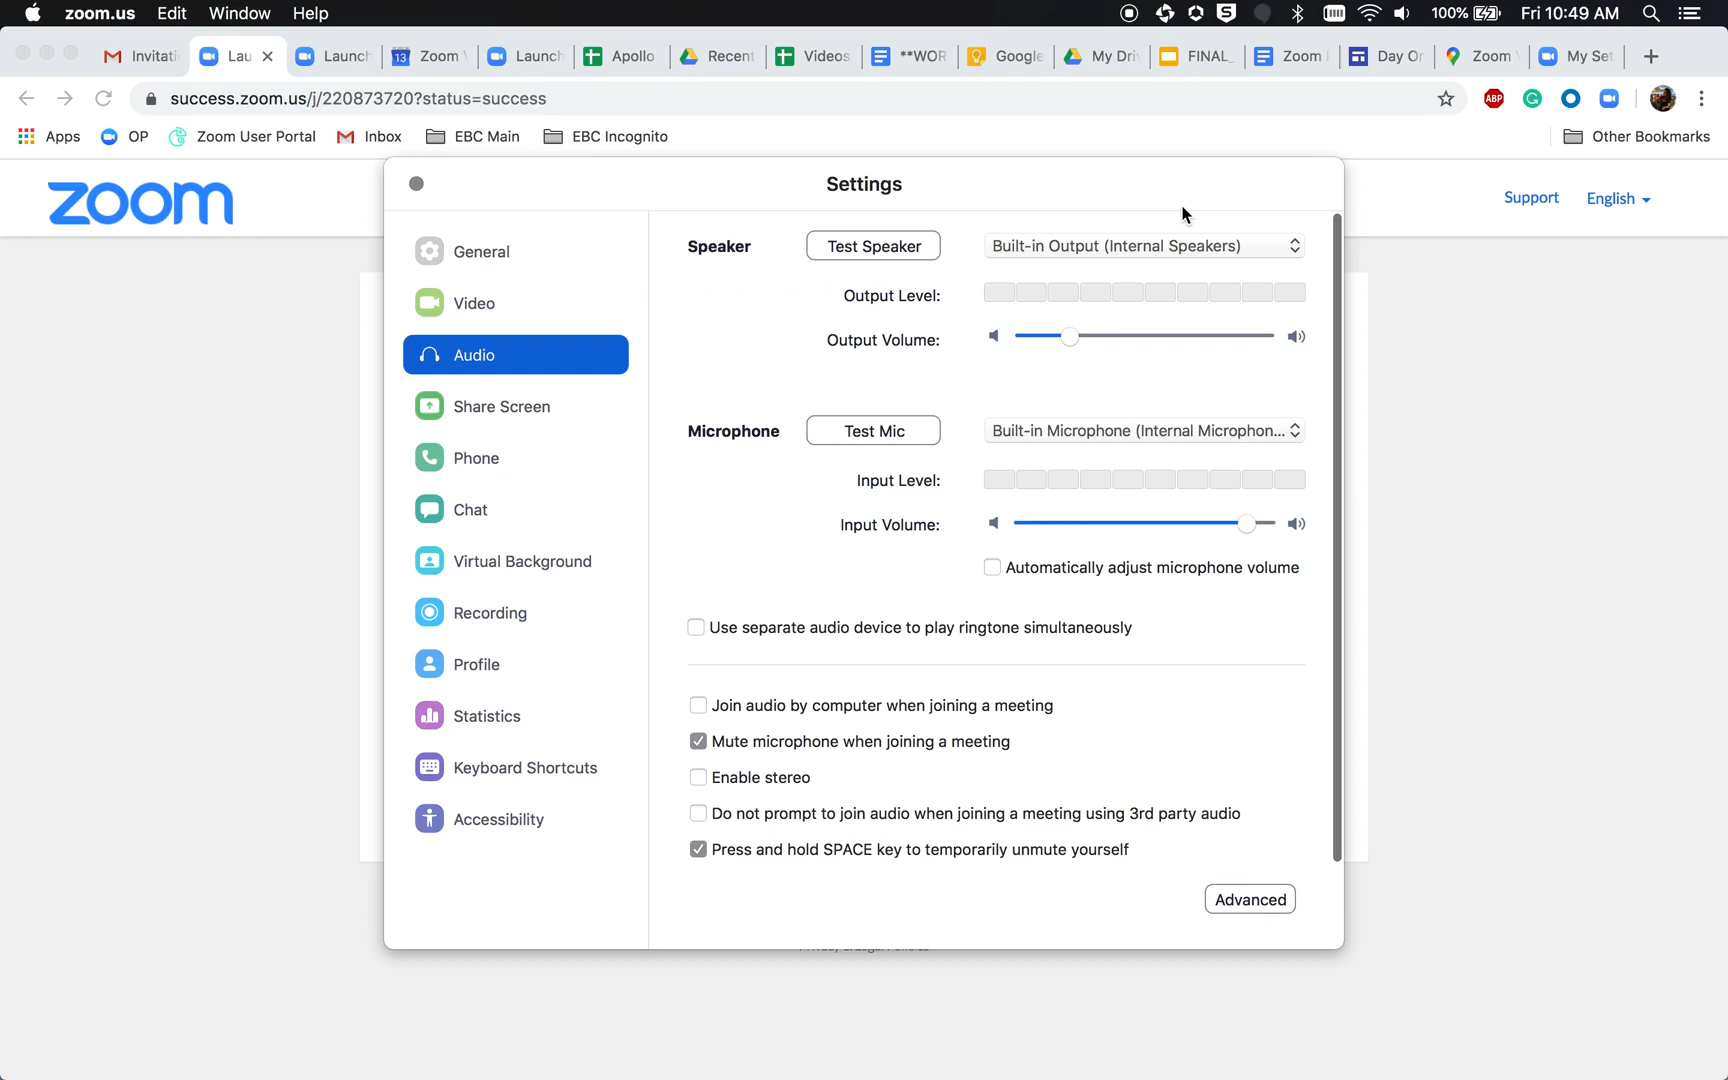 zoom.us Edit Window Help 100% Fri 10:49 AM
Invitati Lau Launch 13 Zoom Launch Apollo Recent Videos **WOR Google My Dri FINAL_ Zoom Day Or Zoom My Set
success.zoom.us/j/220873720?status=success ABP
Apps OP Zoom User Portal Inbox EBC Main EBC Incognito Other Bookmarks
zoom Support English
Settings
General
Video
Audio
Share Screen
Phone
Chat
Virtual Background
Recording
Profile
Statistics
Keyboard Shortcuts
Accessibility
Speaker Test Speaker Built-in Output (Internal Speakers)
Output Level:
Output Volume:
Microphone Test Mic Built-in Microphone (Internal Microphon...
Input Level:
Input Volume:
Automatically adjust microphone volume
Use separate audio device to play ringtone simultaneously
Join audio by computer when joining a meeting
Mute microphone when joining a meeting
Enable stereo
Do not prompt to join audio when joining a meeting using 3rd party audio
Press and hold SPACE key to temporarily unmute yourself
Advanced